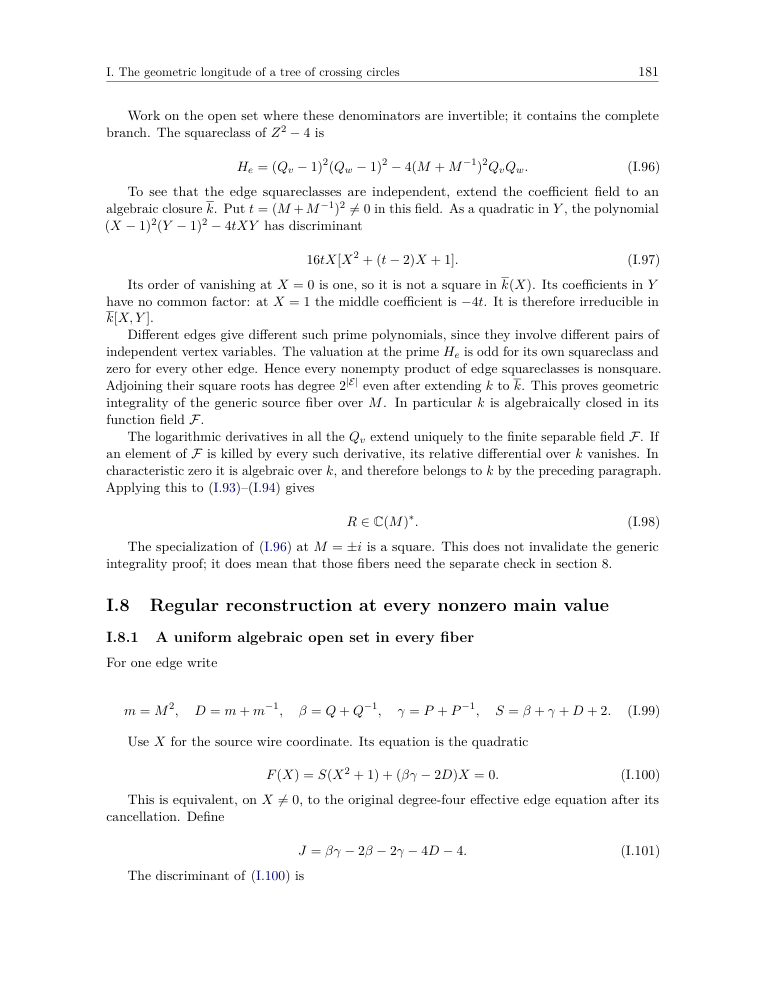 I. The geometric longitude of a tree of crossing circles 181
Work on the open set where these denominators are invertible; it contains the complete
branch. The squareclass of Z² − 4 is
Hₑ = (Qᵥ − 1)²(Q_w − 1)² − 4(M + M⁻¹)²QᵥQ_w. (I.96)
To see that the edge squareclasses are independent, extend the coefficient field to an
algebraic closure k̅. Put t = (M + M⁻¹)² ≠ 0 in this field. As a quadratic in Y, the polynomial
(X − 1)²(Y − 1)² − 4tXY has discriminant
16tX[X² + (t − 2)X + 1]. (I.97)
Its order of vanishing at X = 0 is one, so it is not a square in k̅(X). Its coefficients in Y
have no common factor: at X = 1 the middle coefficient is −4t. It is therefore irreducible in
k̅[X, Y].
Different edges give different such prime polynomials, since they involve different pairs of
independent vertex variables. The valuation at the prime Hₑ is odd for its own squareclass and
zero for every other edge. Hence every nonempty product of edge squareclasses is nonsquare.
Adjoining their square roots has degree 2^|ℰ| even after extending k to k̅. This proves geometric
integrality of the generic source fiber over M. In particular k is algebraically closed in its
function field ℱ.
The logarithmic derivatives in all the Qᵥ extend uniquely to the finite separable field ℱ. If
an element of ℱ is killed by every such derivative, its relative differential over k vanishes. In
characteristic zero it is algebraic over k, and therefore belongs to k by the preceding paragraph.
Applying this to (I.93)–(I.94) gives
R ∈ ℂ(M)*. (I.98)
The specialization of (I.96) at M = ±i is a square. This does not invalidate the generic
integrality proof; it does mean that those fibers need the separate check in section 8.
I.8 Regular reconstruction at every nonzero main value
I.8.1 A uniform algebraic open set in every fiber
For one edge write
m = M², D = m + m⁻¹, β = Q + Q⁻¹, γ = P + P⁻¹, S = β + γ + D + 2. (I.99)
Use X for the source wire coordinate. Its equation is the quadratic
F(X) = S(X² + 1) + (βγ − 2D)X = 0. (I.100)
This is equivalent, on X ≠ 0, to the original degree-four effective edge equation after its
cancellation. Define
J = βγ − 2β − 2γ − 4D − 4. (I.101)
The discriminant of (I.100) is